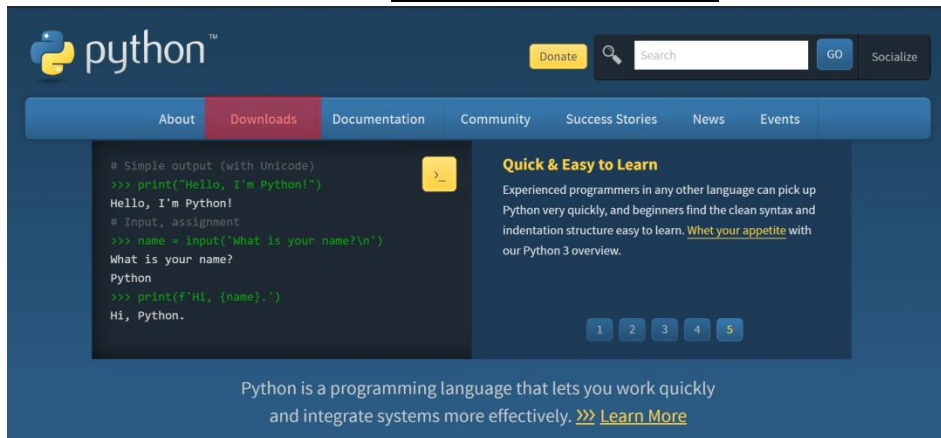 python™
Donate
Search
GO
Socialize
About
Downloads
Documentation
Community
Success Stories
News
Events
# Simple output (with Unicode)
>>> print("Hello, I'm Python!")
Hello, I'm Python!
# Input, assignment
>>> name = input('What is your name?\n')
What is your name?
Python
>>> print(f'Hi, {name}.')
Hi, Python.
>_
Quick & Easy to Learn
Experienced programmers in any other language can pick up
Python very quickly, and beginners find the clean syntax and
indentation structure easy to learn. Whet your appetite with
our Python 3 overview.
1 2 3 4 5
Python is a programming language that lets you work quickly
and integrate systems more effectively. >>> Learn More